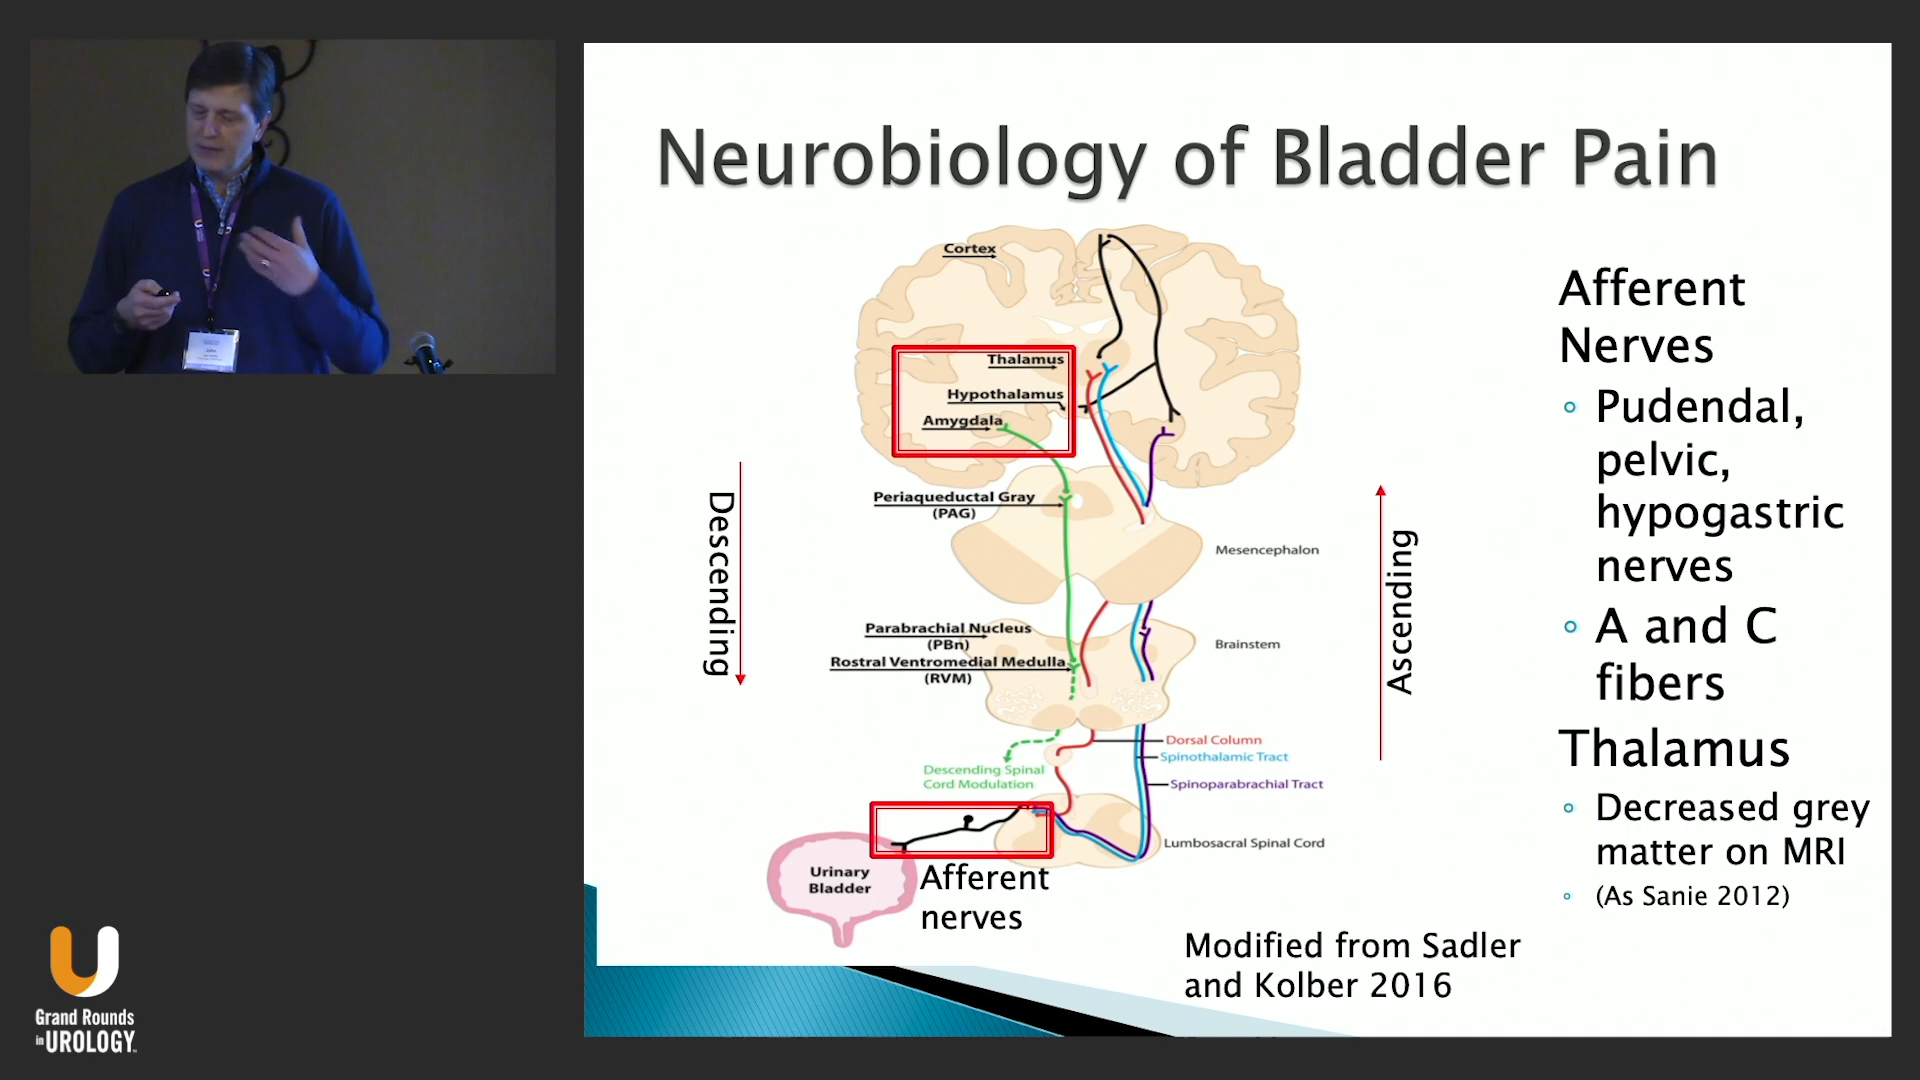 Neurobiology of Bladder Pain
Cortex
Thalamus
Hypothalamus
Amygdala
Periaqueductal Gray
(PAG)
Mesencephalon
Parabrachial Nucleus
(PBn)
Rostral Ventromedial Medulla
(RVM)
Brainstem
Dorsal Column
Spinothalamic Tract
Spinoparabrachial Tract
Descending Spinal
Cord Modulation
Lumbosacral Spinal Cord
Urinary
Bladder
Afferent
nerves
Descending
Ascending
Modified from Sadler
and Kolber 2016
Afferent
Nerves
Pudendal,
pelvic,
hypogastric
nerves
A and C
fibers
Thalamus
Decreased grey
matter on MRI
(As Sanie 2012)
John
Grand Rounds
in UROLOGY